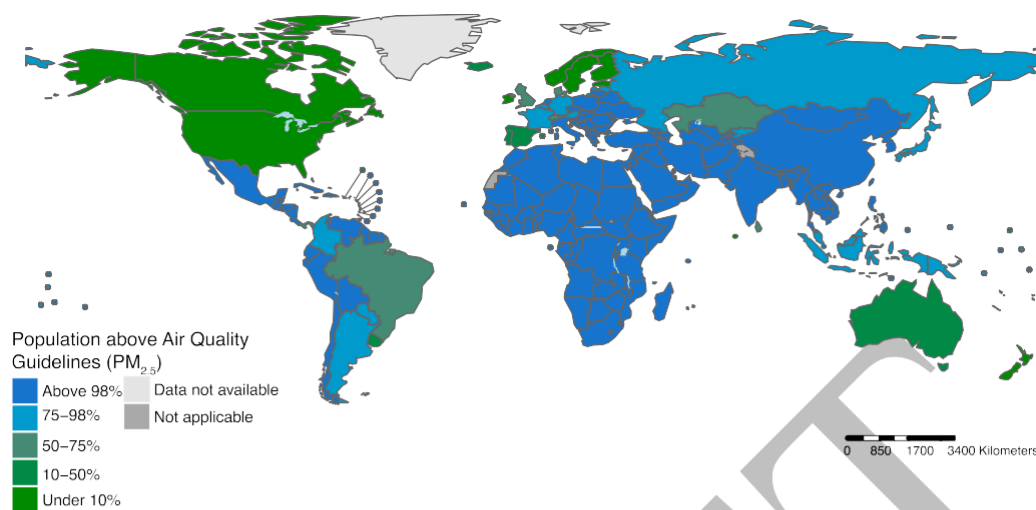 Population above Air Quality
Guidelines (PM2.5)
Above 98%
Data not available
75–98%
Not applicable
50–75%
10–50%
Under 10%
0 850 1700 3400 Kilometers